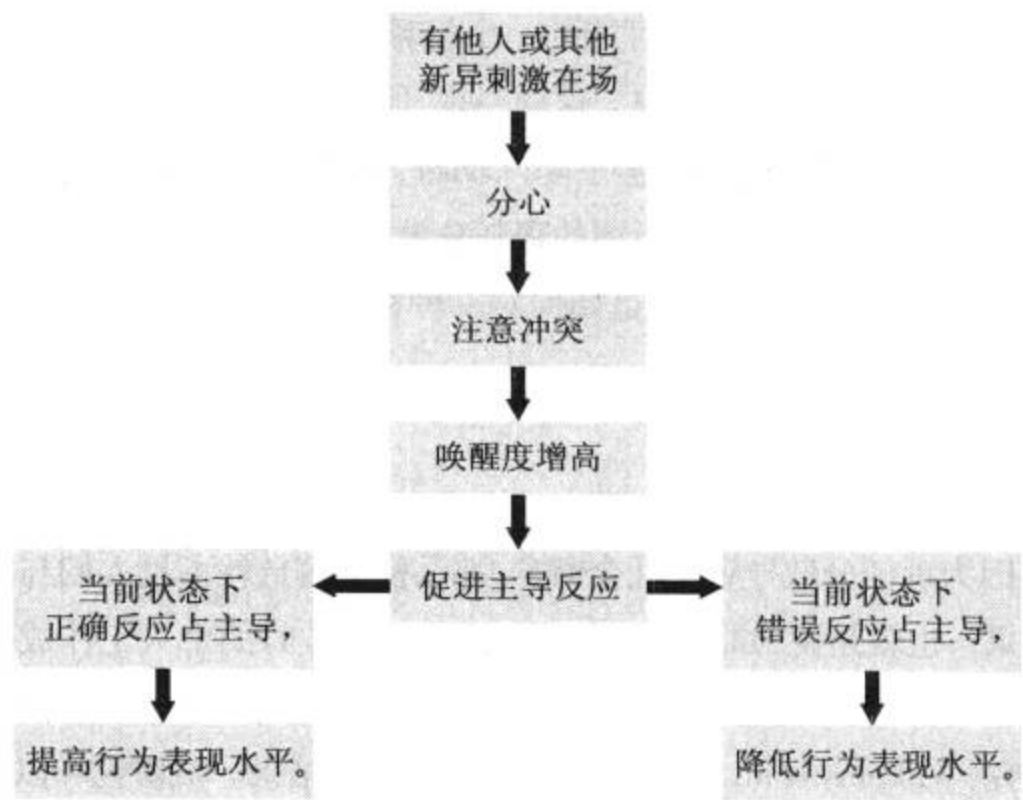 有他人或其他
新异刺激在场
分心
注意冲突
唤醒度增高
促进主导反应
当前状态下
正确反应占主导，
当前状态下
错误反应占主导，
提高行为表现水平。
降低行为表现水平。